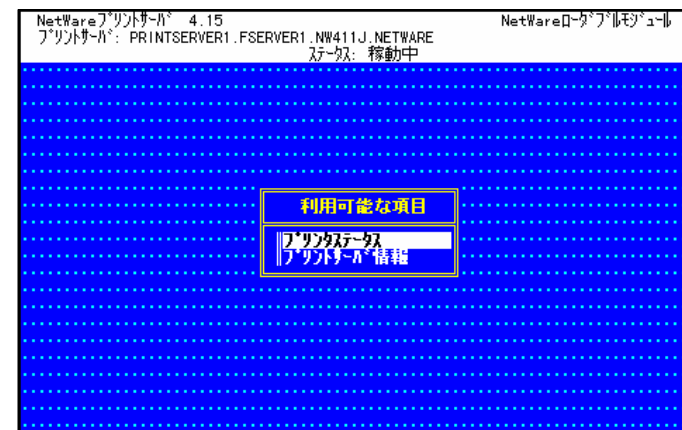 NetWareﾌﾟﾘﾝﾄｻｰﾊﾞ 4.15 NetWareﾛｰﾀﾞﾌﾞﾙﾓｼﾞｭｰﾙ
ﾌﾟﾘﾝﾄｻｰﾊﾞ: PRINTSERVER1.FSERVER1.NW411J.NETWARE
ｽﾃｰﾀｽ: 稼動中
利用可能な項目
ﾌﾟﾘﾝﾀｽﾃｰﾀｽ
ﾌﾟﾘﾝﾄｻｰﾊﾞ情報